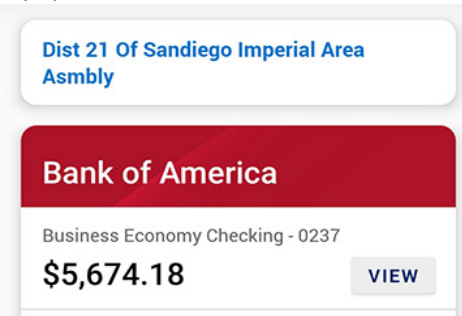 Dist 21 Of Sandiego Imperial Area
Asmbly
Bank of America
Business Economy Checking - 0237
$5,674.18
VIEW